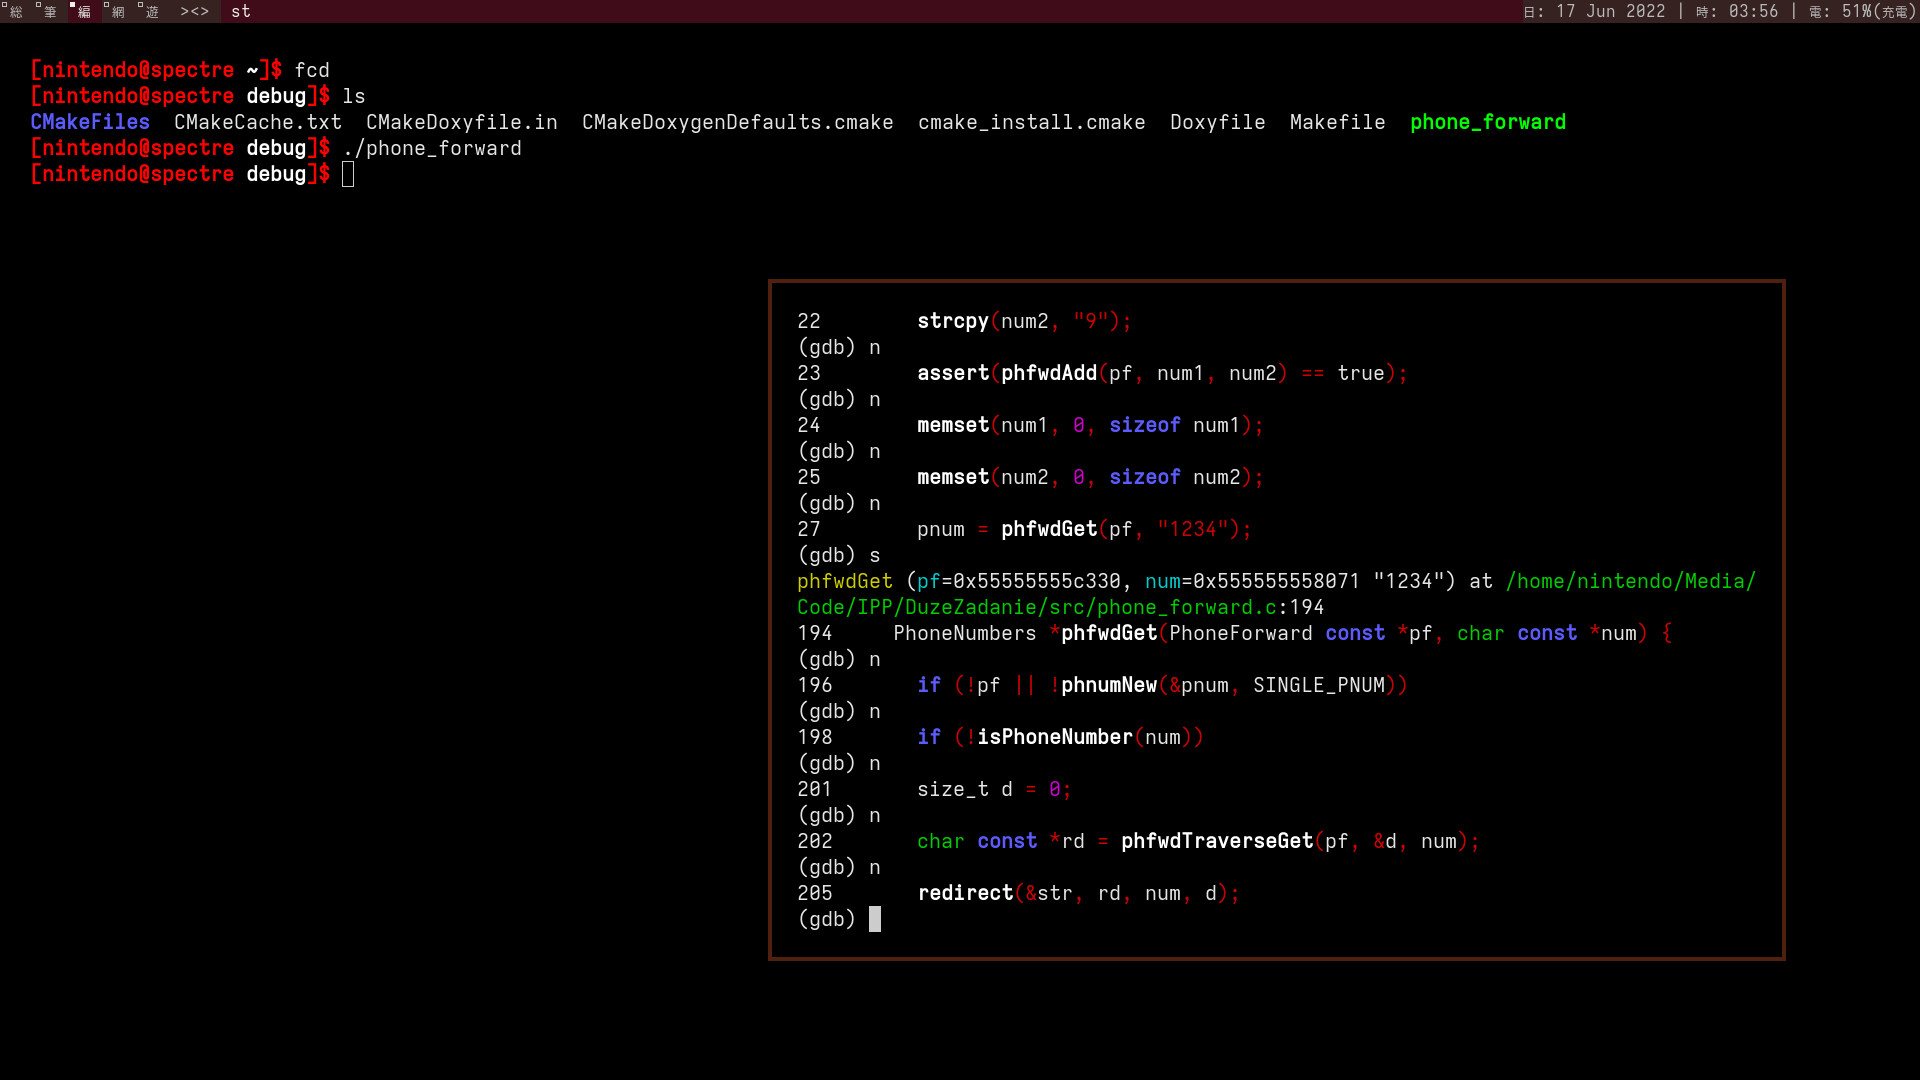 総 筆 編 網 遊 ><> st 日: 17 Jun 2022 | 時: 03:56 | 電: 51%(充電)
[nintendo@spectre ~]$ fcd
[nintendo@spectre debug]$ ls
CMakeFiles  CMakeCache.txt  CMakeDoxyfile.in  CMakeDoxygenDefaults.cmake  cmake_install.cmake  Doxyfile  Makefile  phone_forward
[nintendo@spectre debug]$ ./phone_forward
[nintendo@spectre debug]$
22        strcpy(num2, "9");
(gdb) n
23        assert(phfwdAdd(pf, num1, num2) == true);
(gdb) n
24        memset(num1, 0, sizeof num1);
(gdb) n
25        memset(num2, 0, sizeof num2);
(gdb) n
27        pnum = phfwdGet(pf, "1234");
(gdb) s
phfwdGet (pf=0x55555555c330, num=0x555555558071 "1234") at /home/nintendo/Media/
Code/IPP/DuzeZadanie/src/phone_forward.c:194
194     PhoneNumbers *phfwdGet(PhoneForward const *pf, char const *num) {
(gdb) n
196       if (!pf || !phnumNew(&pnum, SINGLE_PNUM))
(gdb) n
198       if (!isPhoneNumber(num))
(gdb) n
201       size_t d = 0;
(gdb) n
202       char const *rd = phfwdTraverseGet(pf, &d, num);
(gdb) n
205       redirect(&str, rd, num, d);
(gdb)